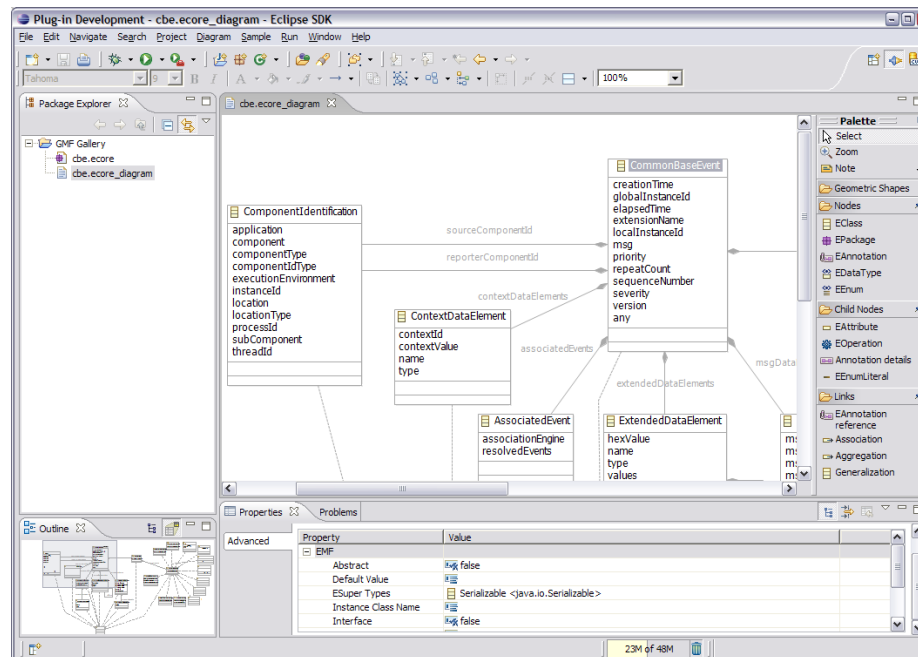 Plug-in Development - cbe.ecore_diagram - Eclipse SDK
File Edit Navigate Search Project Diagram Sample Run Window Help
Tahoma 9 B I A 100%
Package Explorer
GMF Gallery
cbe.ecore
cbe.ecore_diagram
cbe.ecore_diagram
ComponentIdentification
application
component
componentType
componentIdType
executionEnvironment
instanceId
location
locationType
processId
subComponent
threadId
sourceComponentId
reporterComponentId
contextDataElements
ContextDataElement
contextId
contextValue
name
type
CommonBaseEvent
creationTime
globalInstanceId
elapsedTime
extensionName
localInstanceId
msg
priority
repeatCount
sequenceNumber
severity
version
any
associatedEvents
extendedDataElements
msgData
AssociatedEvent
associationEngine
resolvedEvents
ExtendedDataElement
hexValue
name
type
values
Palette
Select
Zoom
Note
Geometric Shapes
Nodes
EClass
EPackage
EAnnotation
EDataType
EEnum
Child Nodes
EAttribute
EOperation
Annotation details
EEnumLiteral
Links
EAnnotation
reference
Association
Aggregation
Generalization
Outline
Properties Problems
Advanced
Property Value
EMF
Abstract false
Default Value
ESuper Types Serializable <java.io.Serializable>
Instance Class Name
Interface false
23M of 48M